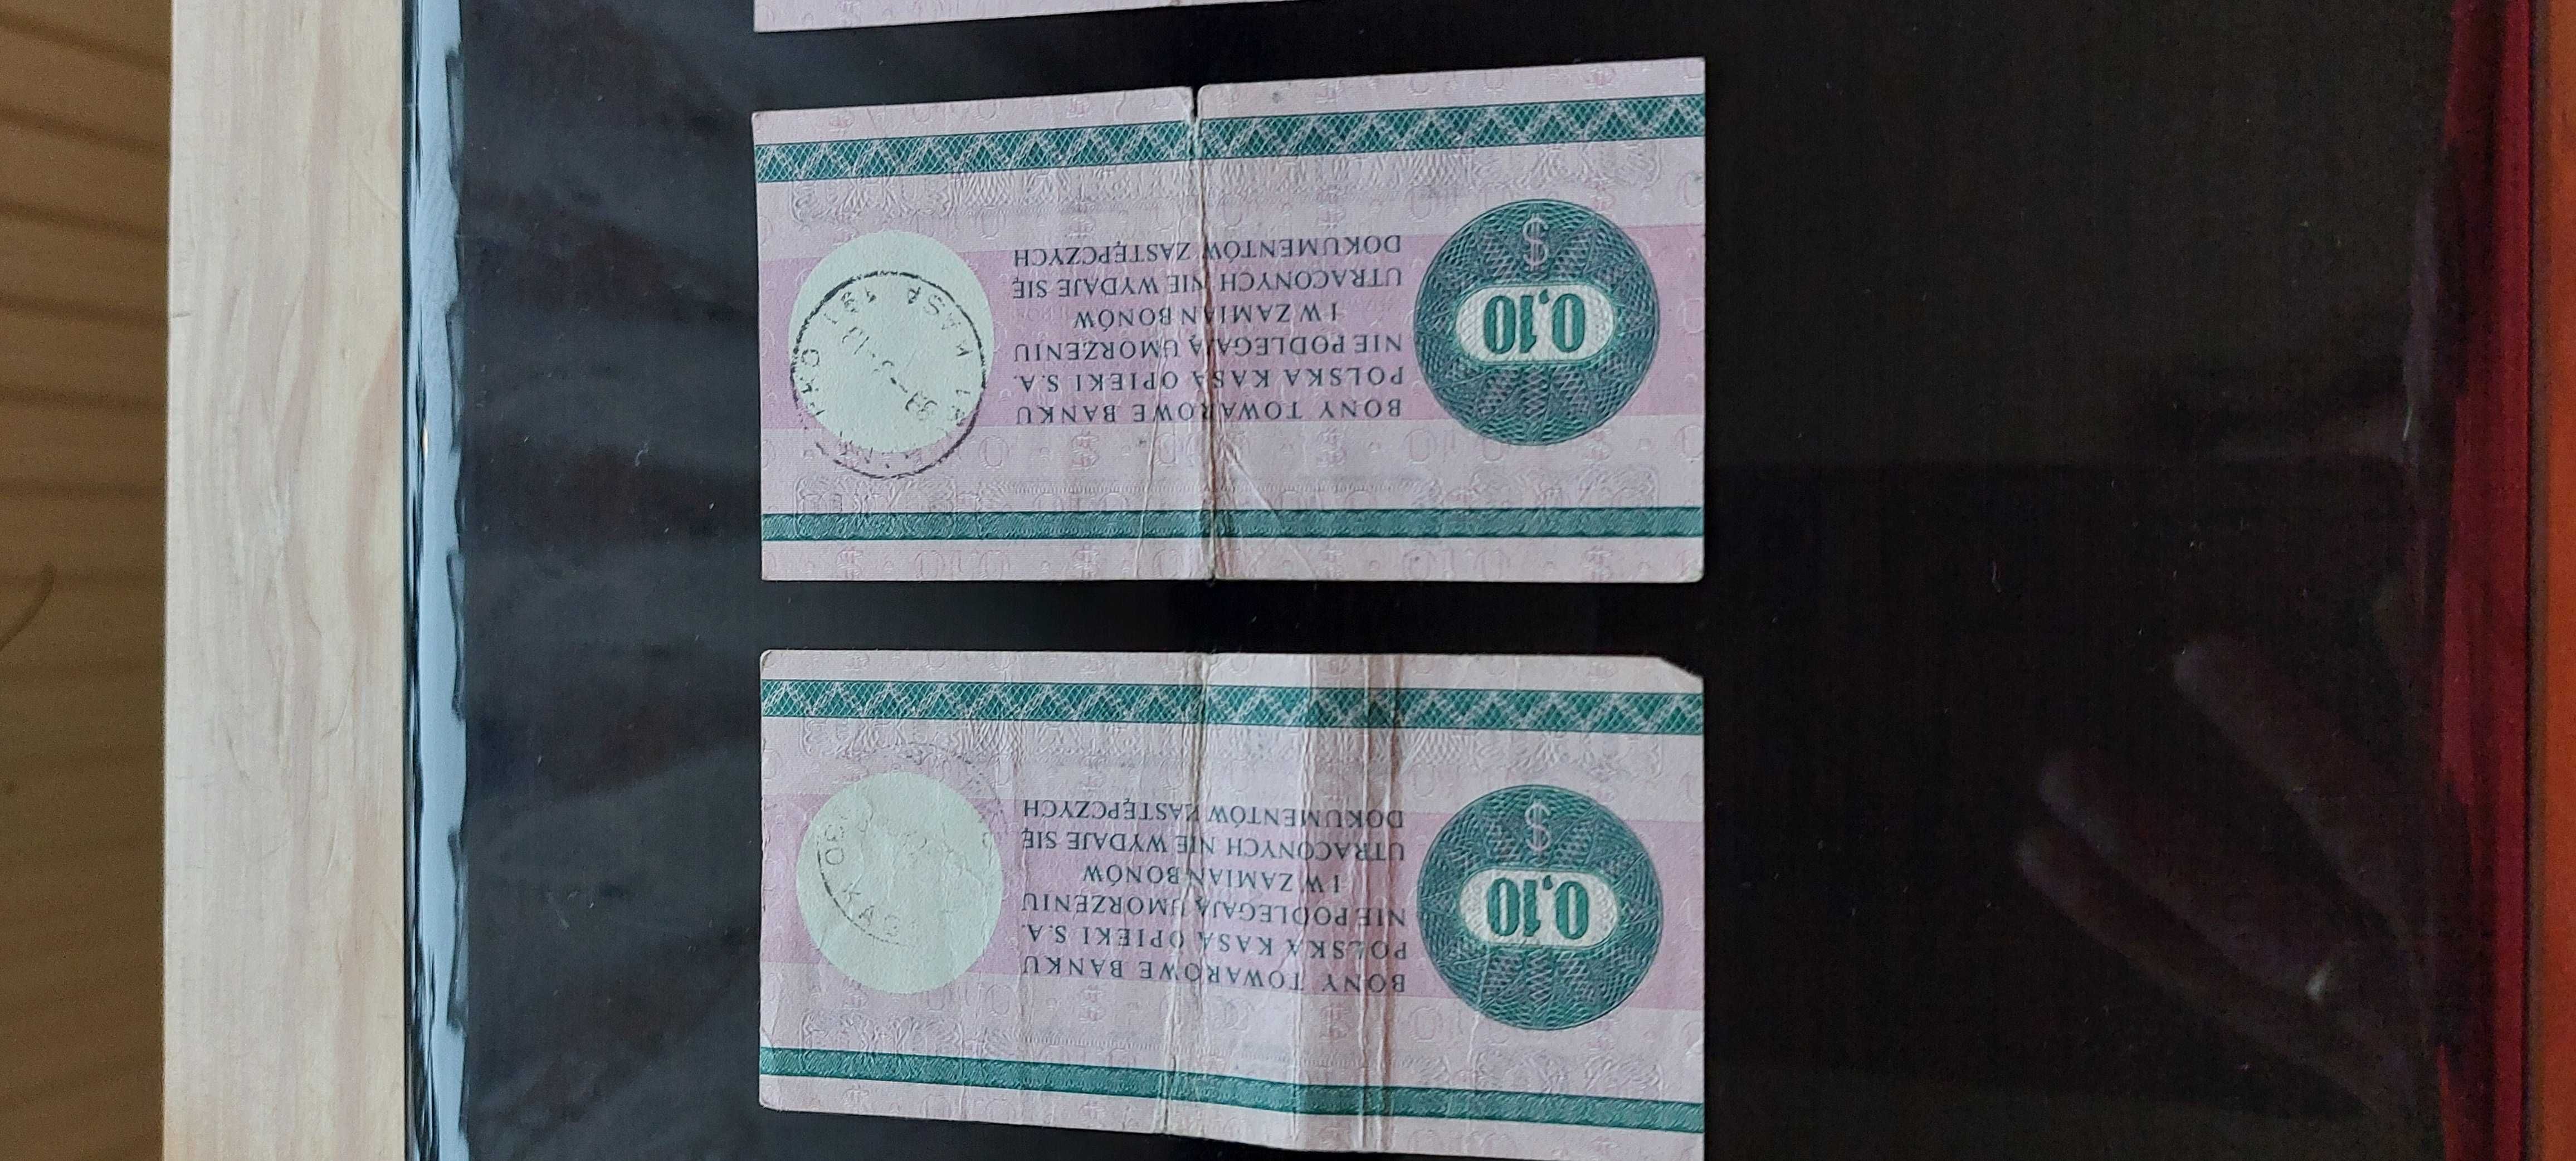 BONY TOWAROWE BANKU
POLSKA KASA OPIEKI S.A.
NIE PODLEGAJĄ UMORZENIU
I W ZAMIAN BONÓW
UTRACONYCH NIE WYDAJE SIĘ
DOKUMENTÓW ZASTĘPCZYCH
0,10
$
BONY TOWAROWE BANKU
POLSKA KASA OPIEKI S.A.
NIE PODLEGAJĄ UMORZENIU
I W ZAMIAN BONÓW
UTRACONYCH NIE WYDAJE SIĘ
DOKUMENTÓW ZASTĘPCZYCH
0,10
$